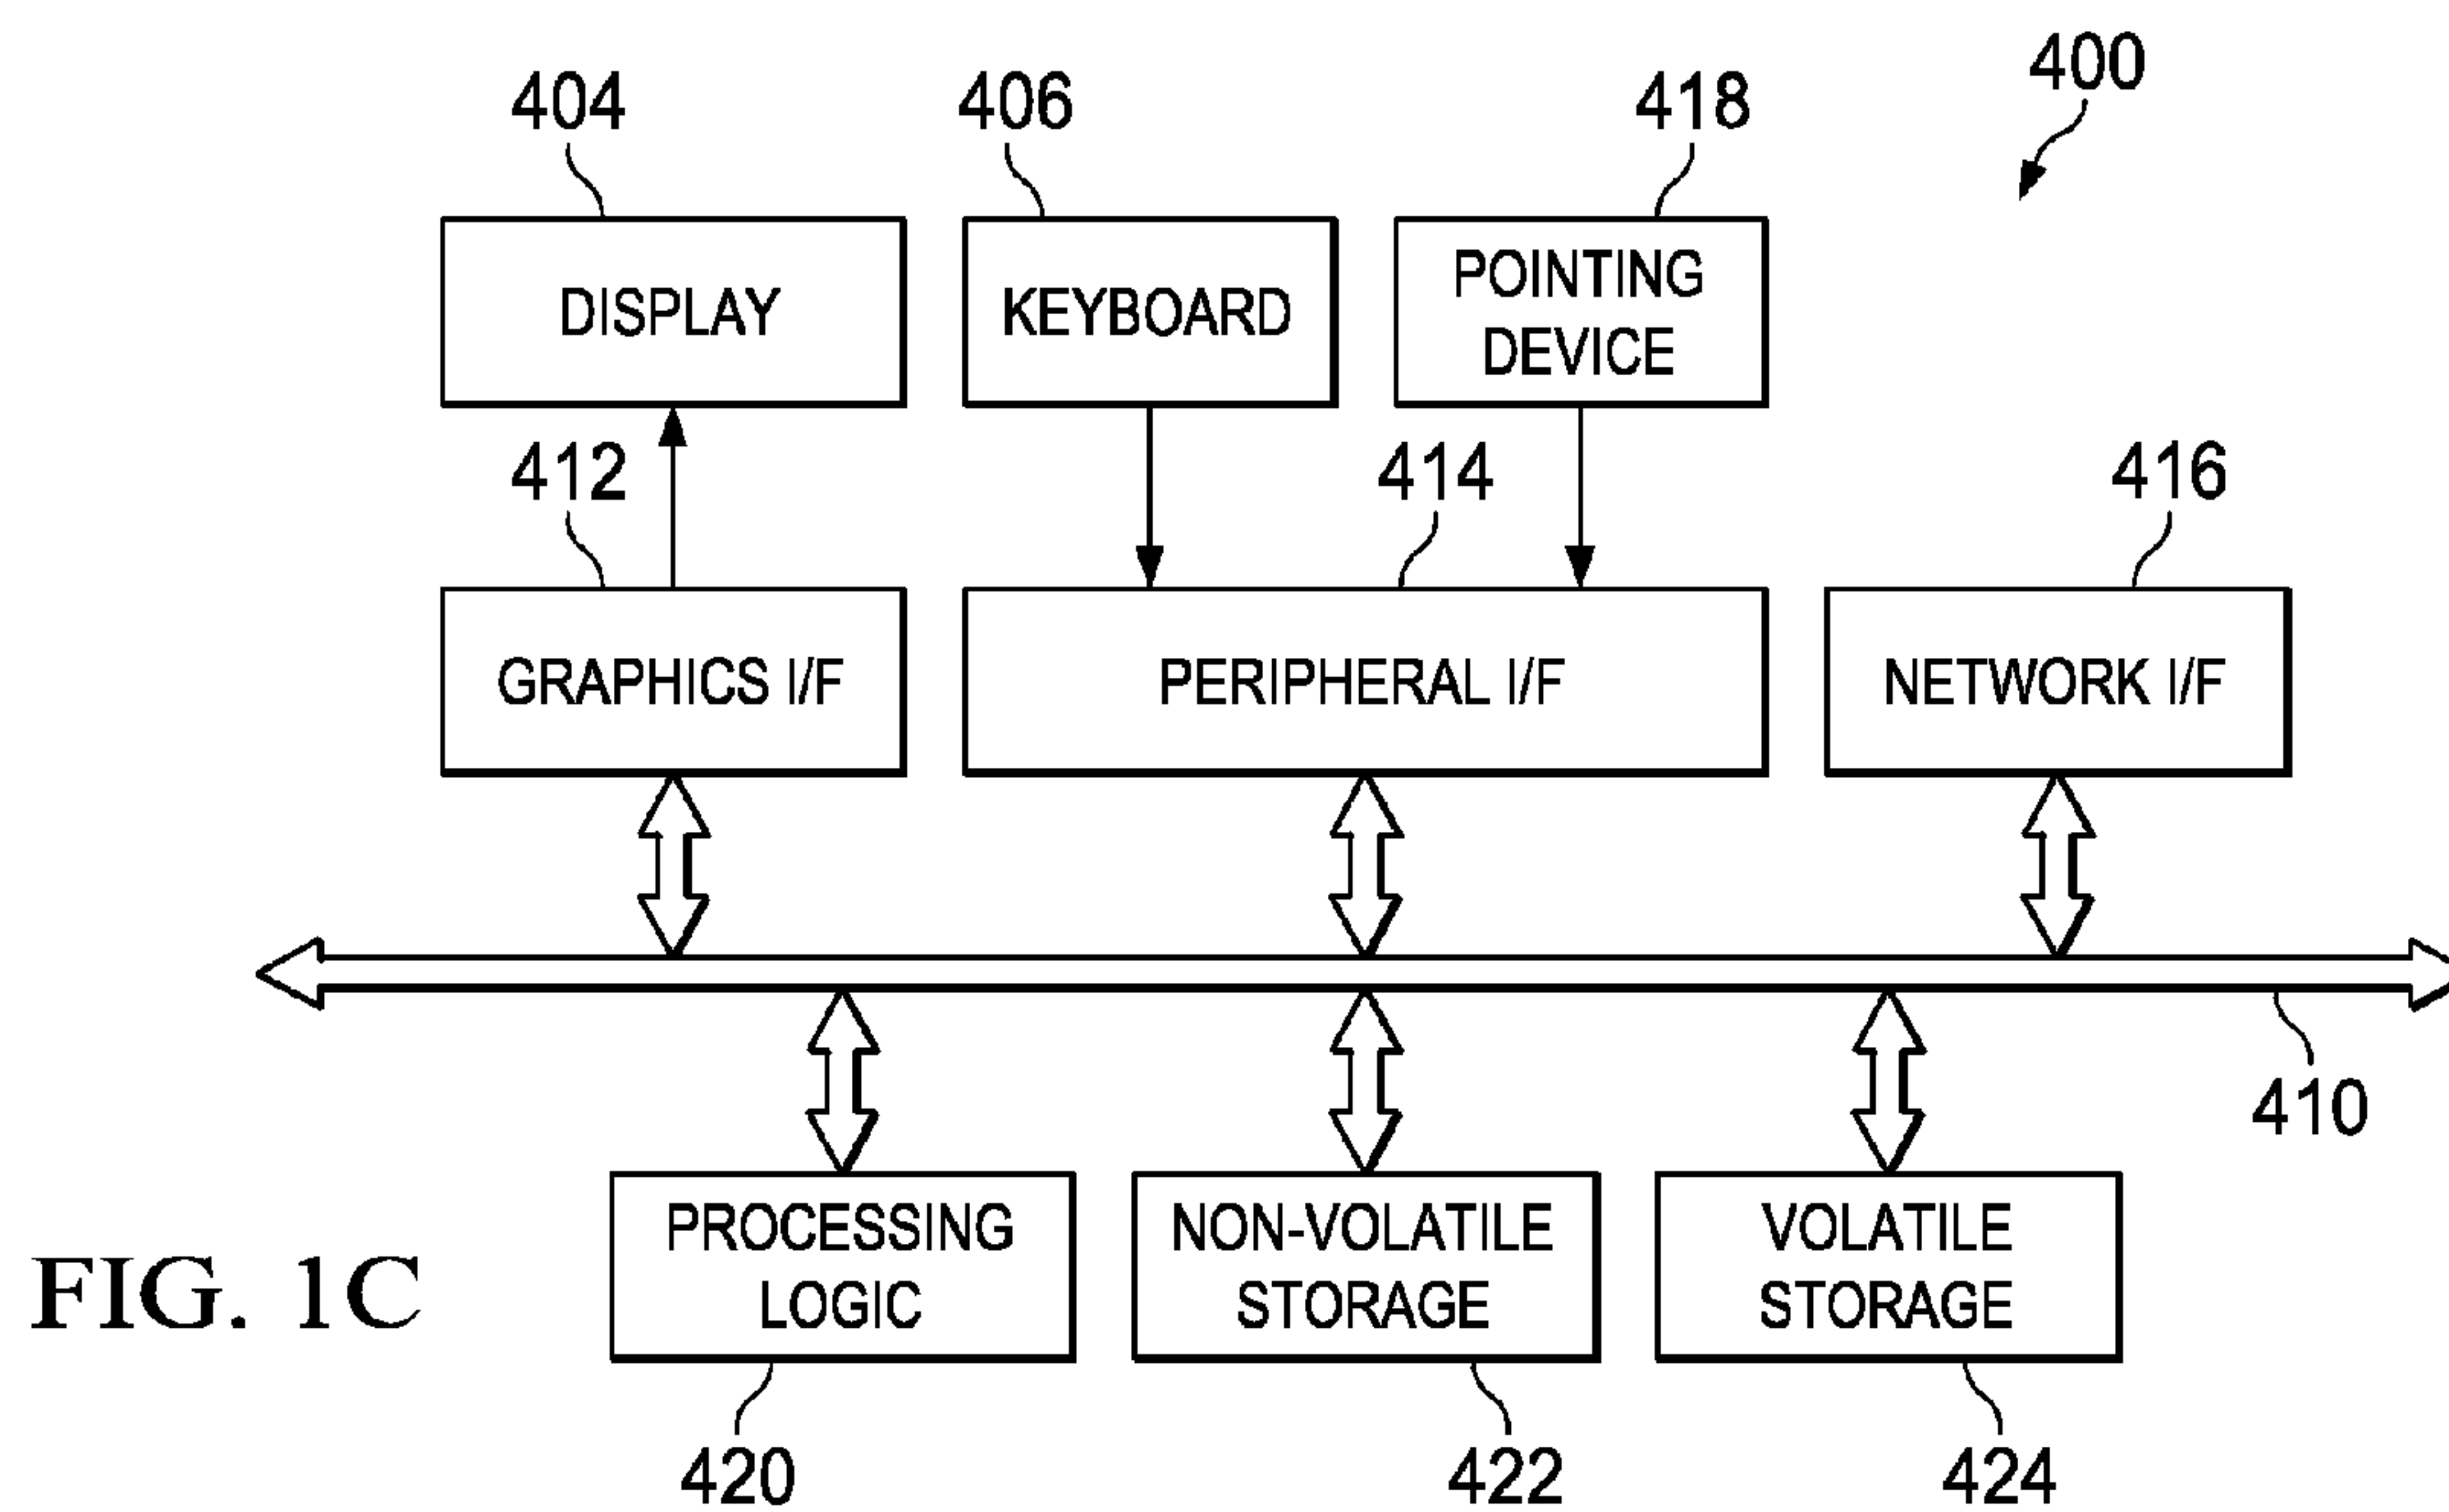 400
404
406
418
DISPLAY
KEYBOARD
POINTING
DEVICE
412
414
416
GRAPHICS I/F
PERIPHERAL I/F
NETWORK I/F
410
PROCESSING
LOGIC
NON-VOLATILE
STORAGE
VOLATILE
STORAGE
FIG. 1C
420
422
424